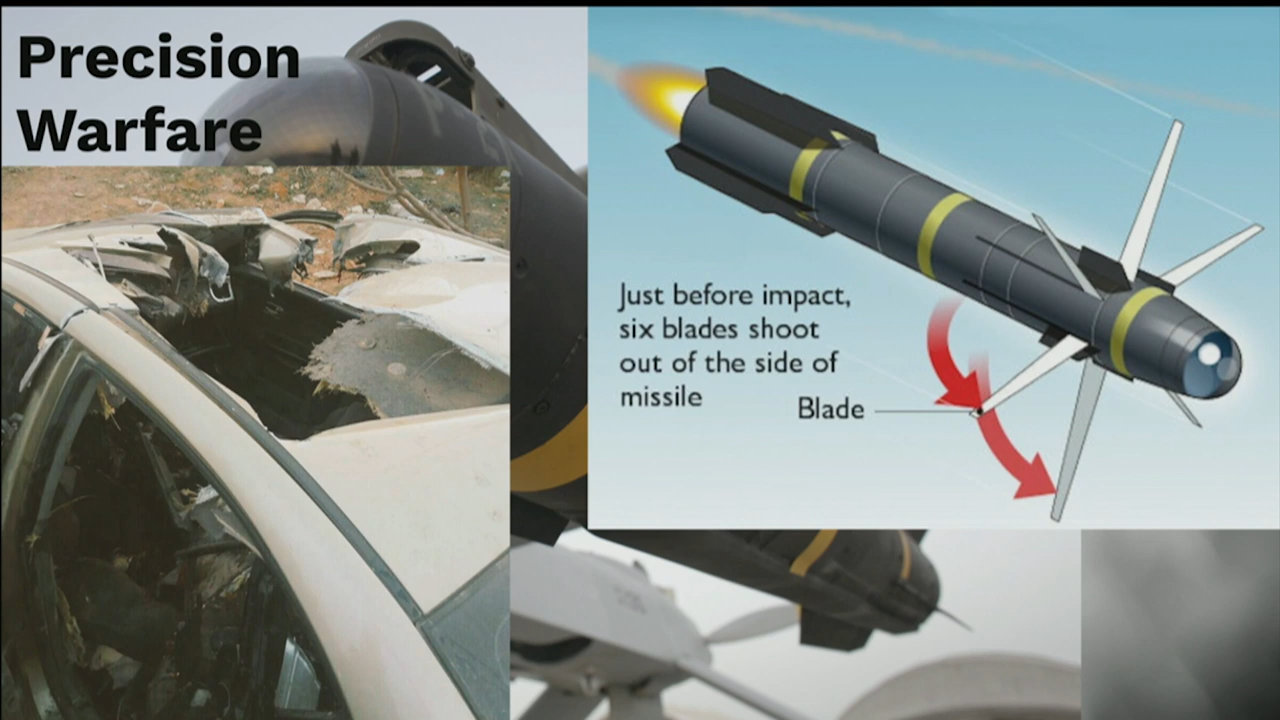 Precision
Warfare
Just before impact,
six blades shoot
out of the side of
missile
Blade